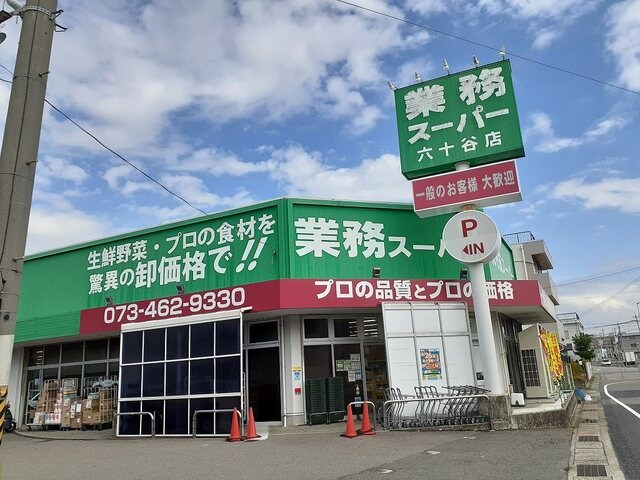 業務
スーパー
六十谷店
一般のお客様 大歓迎
P
IN
生鮮野菜・プロの食材を
驚異の卸価格で!!
業務スーパー
073-462-9330
プロの品質とプロの価格